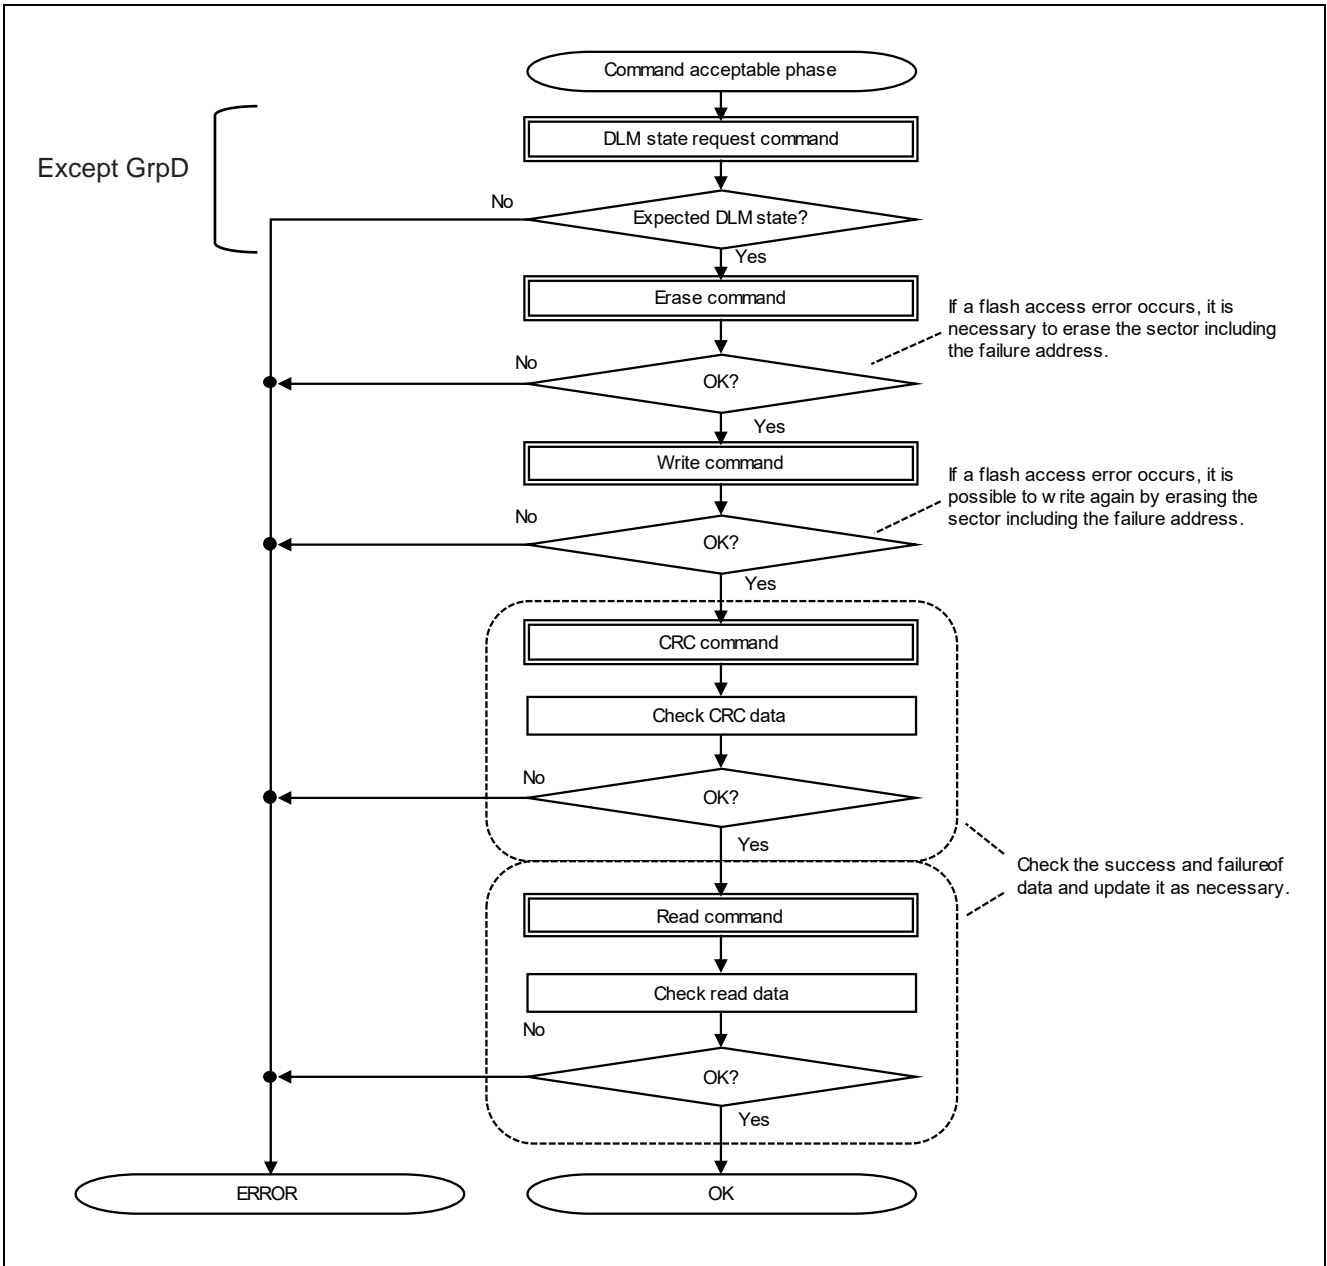 Command acceptable phase
DLM state request command
Except GrpD
No
Expected DLM state?
Yes
Erase command
If a flash access error occurs, it is
necessary to erase the sector including
the failure address.
No
OK?
Yes
Write command
If a flash access error occurs, it is
possible to write again by erasing the
sector including the failure address.
No
OK?
Yes
CRC command
Check CRC data
No
OK?
Yes
Check the success and failureof
data and update it as necessary.
Read command
Check read data
No
OK?
Yes
ERROR
OK